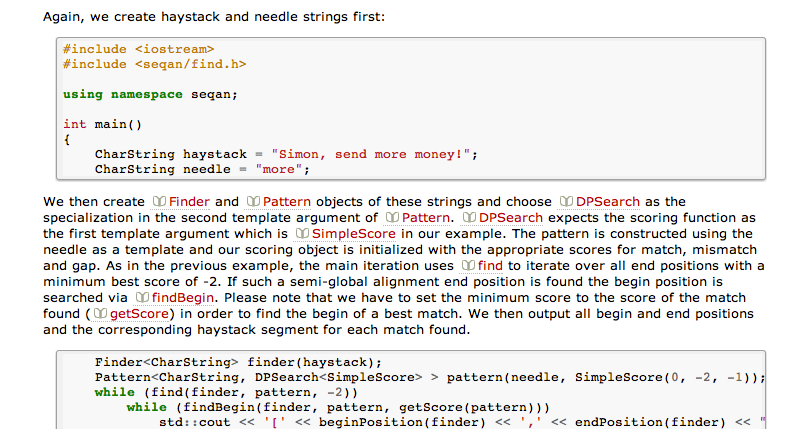 Again, we create haystack and needle strings first:
#include <iostream>
#include <seqan/find.h>
using namespace seqan;
int main()
{
    CharString haystack = "Simon, send more money!";
    CharString needle = "more";
We then create Finder and Pattern objects of these strings and choose DPSearch as the
specialization in the second template argument of Pattern. DPSearch expects the scoring function as
the first template argument which is SimpleScore in our example. The pattern is constructed using the
needle as a template and our scoring object is initialized with the appropriate scores for match, mismatch
and gap. As in the previous example, the main iteration uses find to iterate over all end positions with a
minimum best score of -2. If such a semi-global alignment end position is found the begin position is
searched via findBegin. Please note that we have to set the minimum score to the score of the match
found (getScore) in order to find the begin of a best match. We then output all begin and end positions
and the corresponding haystack segment for each match found.
    Finder<CharString> finder(haystack);
    Pattern<CharString, DPSearch<SimpleScore> > pattern(needle, SimpleScore(0, -2, -1));
    while (find(finder, pattern, -2))
        while (findBegin(finder, pattern, getScore(pattern)))
            std::cout << '[' << beginPosition(finder) << ',' << endPosition(finder) << "